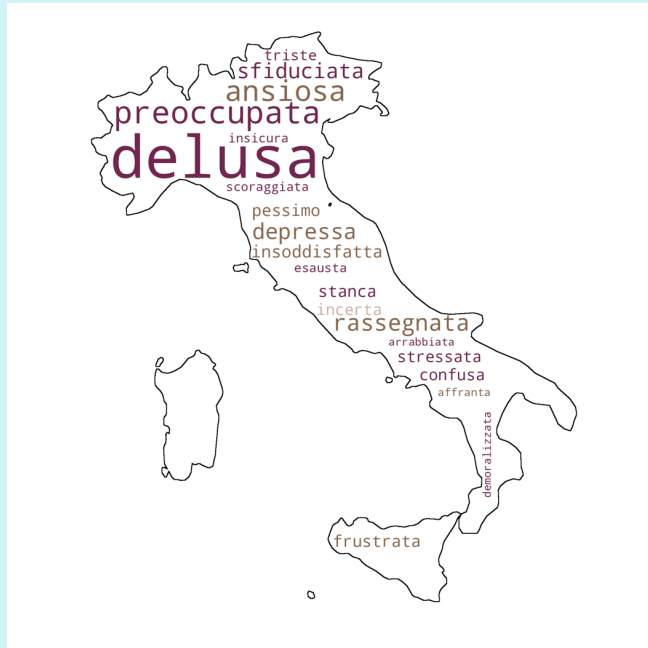 triste
sfiduciata
ansiosa
preoccupata
insicura
delusa
scoraggiata
pessimo
depressa
insoddisfatta
esausta
stanca
incerta
rassegnata
arrabbiata
stressata
confusa
affranta
demoralizzata
frustrata